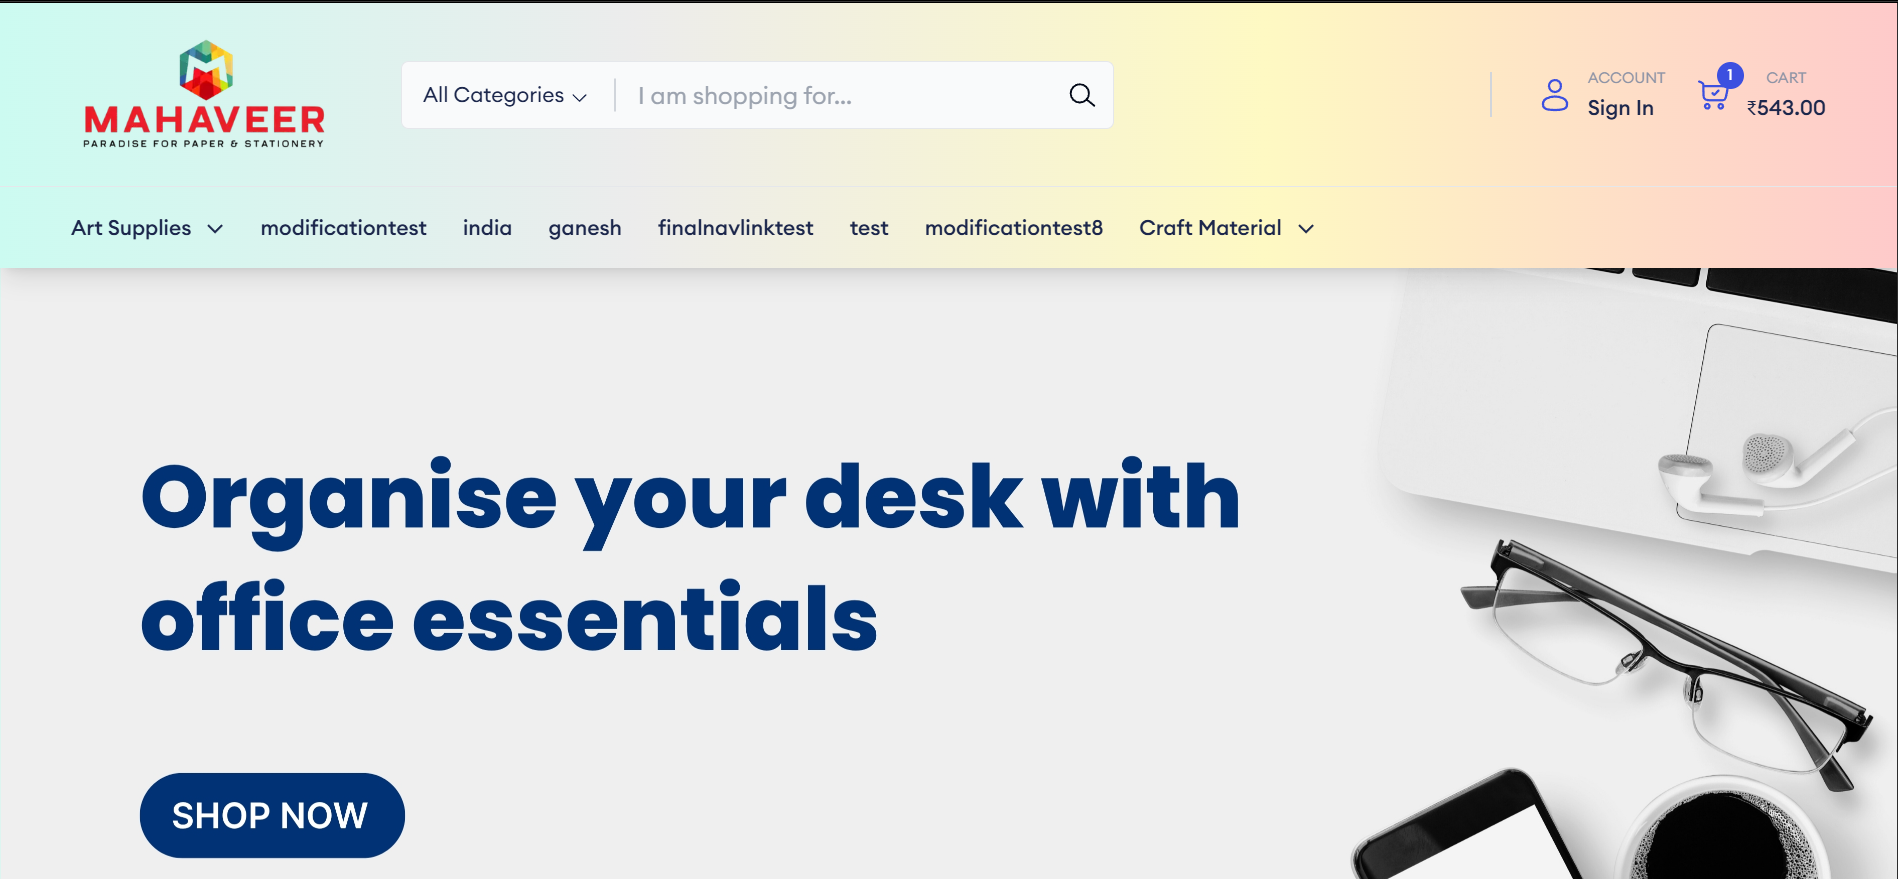 MAHAVEER
PARADISE FOR PAPER & STATIONERY
All Categories
I am shopping for...
ACCOUNT
Sign In
1
CART
₹543.00
Art Supplies
modificationtest
india
ganesh
finalnavlinktest
test
modificationtest8
Craft Material
Organise your desk with
office essentials
SHOP NOW